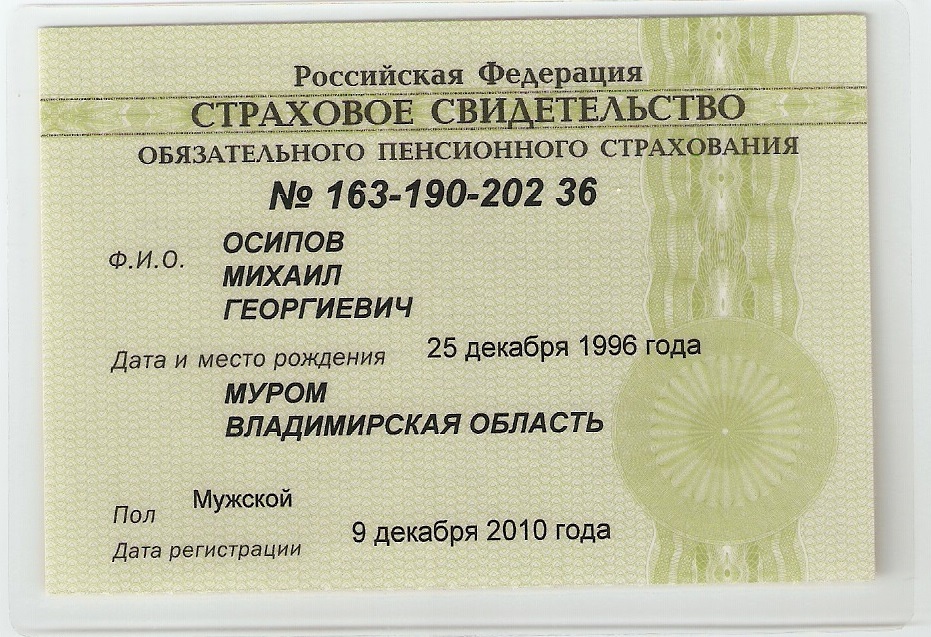 Российская Федерация
СТРАХОВОЕ СВИДЕТЕЛЬСТВО
ОБЯЗАТЕЛЬНОГО ПЕНСИОННОГО СТРАХОВАНИЯ
№ 163-190-202 36
Ф.И.О. ОСИПОВ
МИХАИЛ
ГЕОРГИЕВИЧ
Дата и место рождения 25 декабря 1996 года
МУРОМ
ВЛАДИМИРСКАЯ ОБЛАСТЬ
Пол Мужской
Дата регистрации 9 декабря 2010 года